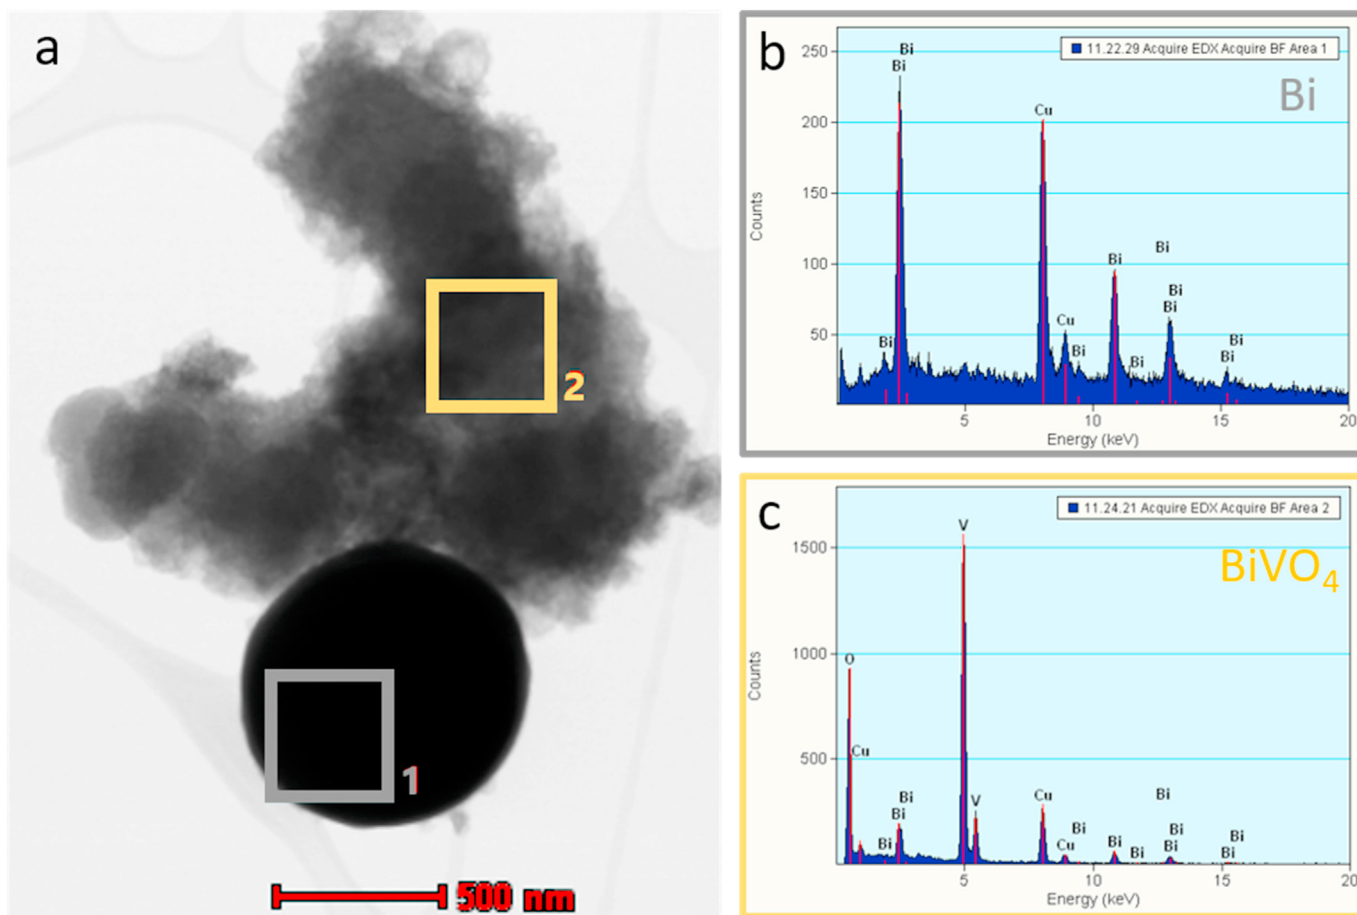 a
2
1
500 nm
b
11.22.29 Acquire EDX Acquire BF Area 1
Bi
250
200
150
100
50
Counts
Bi
Bi
Bi
Cu
Cu
Bi
Bi
Bi
Bi
Bi
Bi
Bi
Bi
5
10
15
20
Energy (keV)
c
11.24.21 Acquire EDX Acquire BF Area 2
BiVO₄
1500
1000
500
Counts
O
Cu
Bi
Bi
Bi
V
V
Cu
Cu
Bi
Bi
Bi
Bi
Bi
Bi
Bi
Bi
5
10
15
20
Energy (keV)